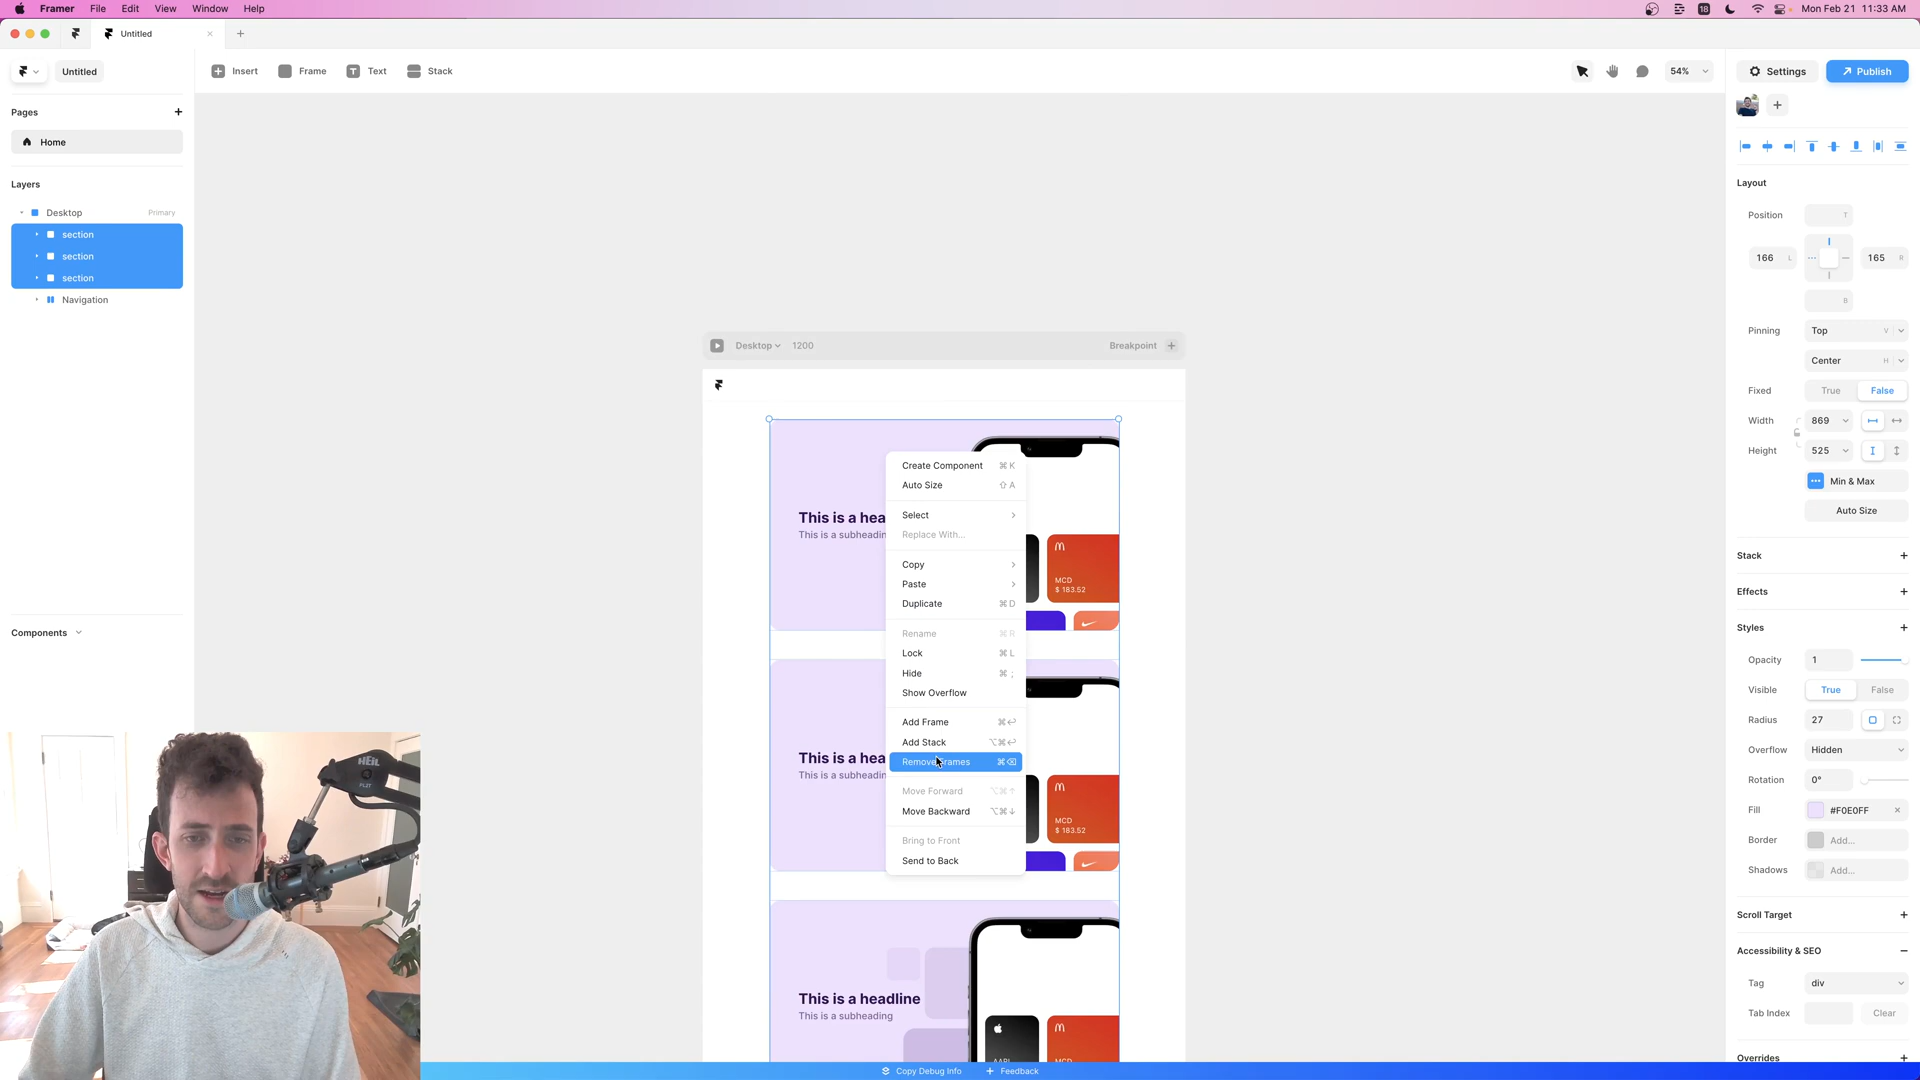 Framer File Edit View Window Help
18 Mon Feb 21 11:33 AM
Untitled
Untitled
Insert Frame Text Stack
54%
Settings Publish
Pages
Home
Layers
Desktop Primary
section
section
section
Navigation
Components
Desktop 1200 Breakpoint
This is a hea
This is a subheadin
MCD
$ 183.52
This is a hea
This is a subheadin
MCD
$ 183.52
This is a headline
This is a subheading
AAPL
Create Component ⌘ K
Auto Size ⇧ A
Select
Replace With...
Copy
Paste
Duplicate ⌘ D
Rename ⌘ R
Lock ⌘ L
Hide ⌘ ;
Show Overflow
Add Frame ⌘↩
Add Stack ⌥⌘↩
Remove Frames ⌘⌫
Move Forward ⌥⌘↑
Move Backward ⌥⌘↓
Bring to Front
Send to Back
Layout
Position T
166 L 165 R
B
Pinning Top V
Center H
Fixed True False
Width 869
Height 525
Min & Max
Auto Size
Stack
Effects
Styles
Opacity 1
Visible True False
Radius 27
Overflow Hidden
Rotation 0°
Fill #F0E0FF
Border Add...
Shadows Add...
Scroll Target
Accessibility & SEO
Tag div
Tab Index Clear
Overrides
HEIL
PL2T
Copy Debug Info Feedback